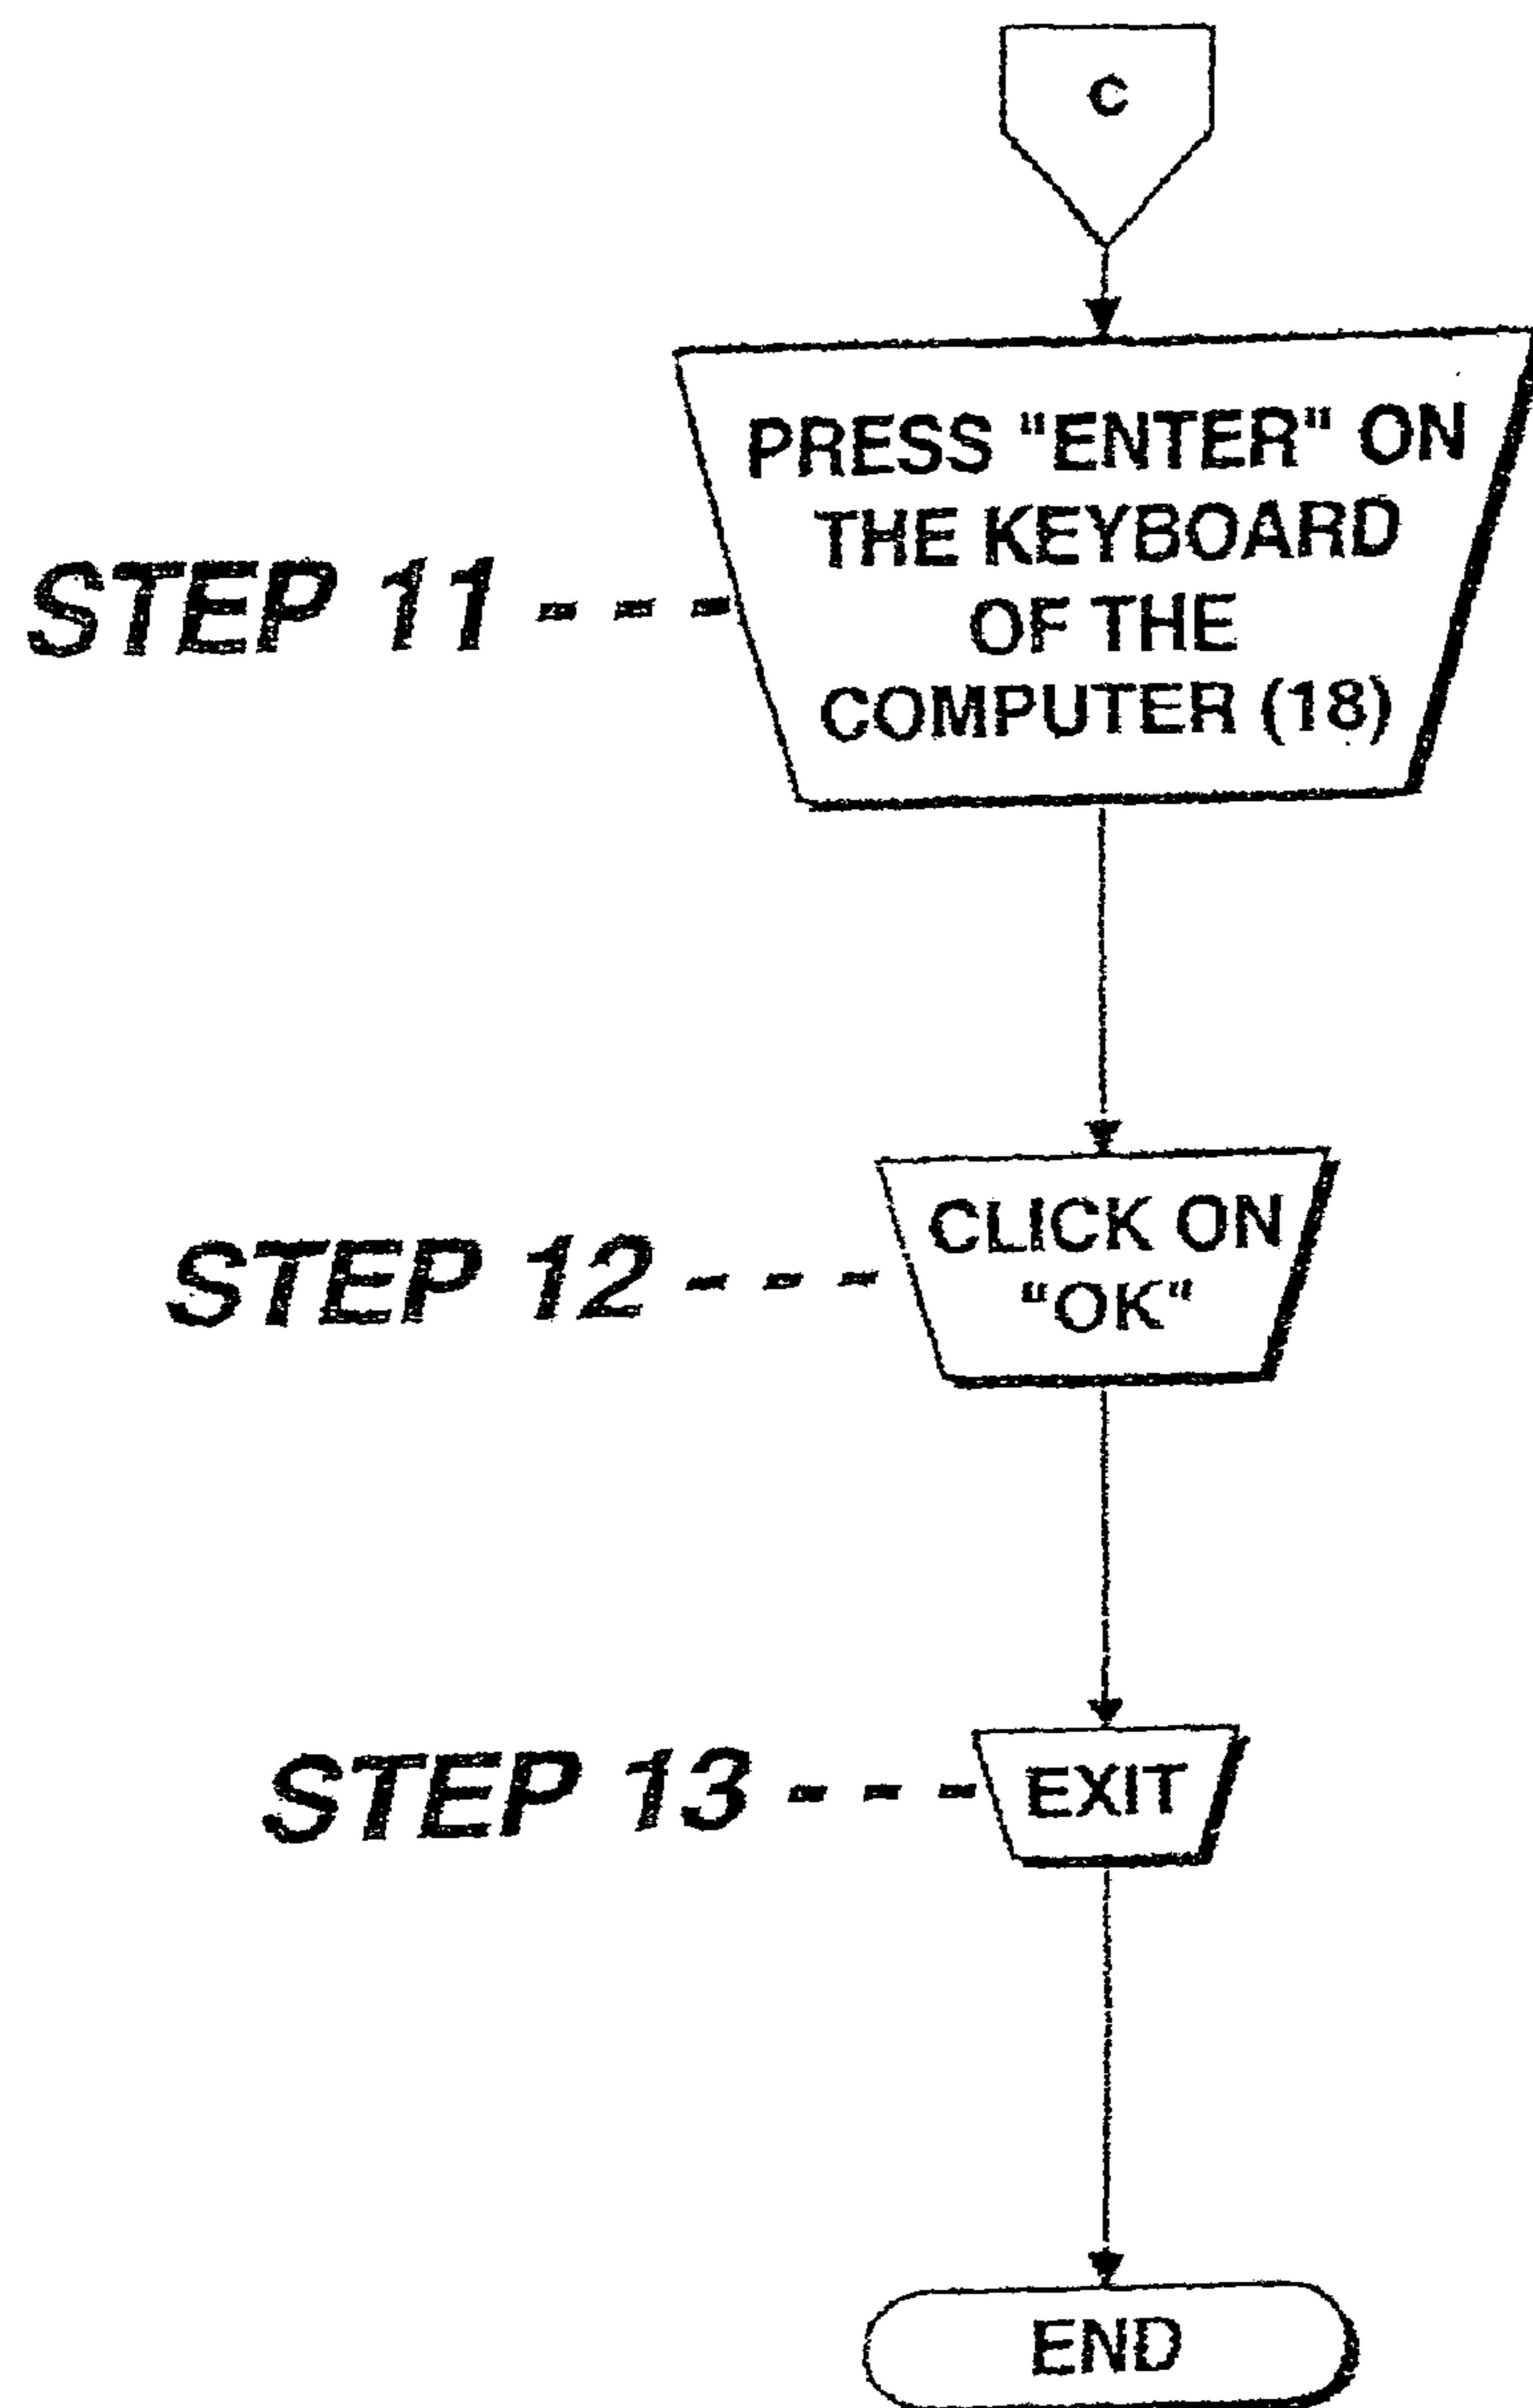 C
PRESS "ENTER" ON
THE KEYBOARD
OF THE
COMPUTER (18)
STEP 11 - - -
CLICK ON
"OK"
STEP 12 - - -
EXIT
STEP 13 - - -
END